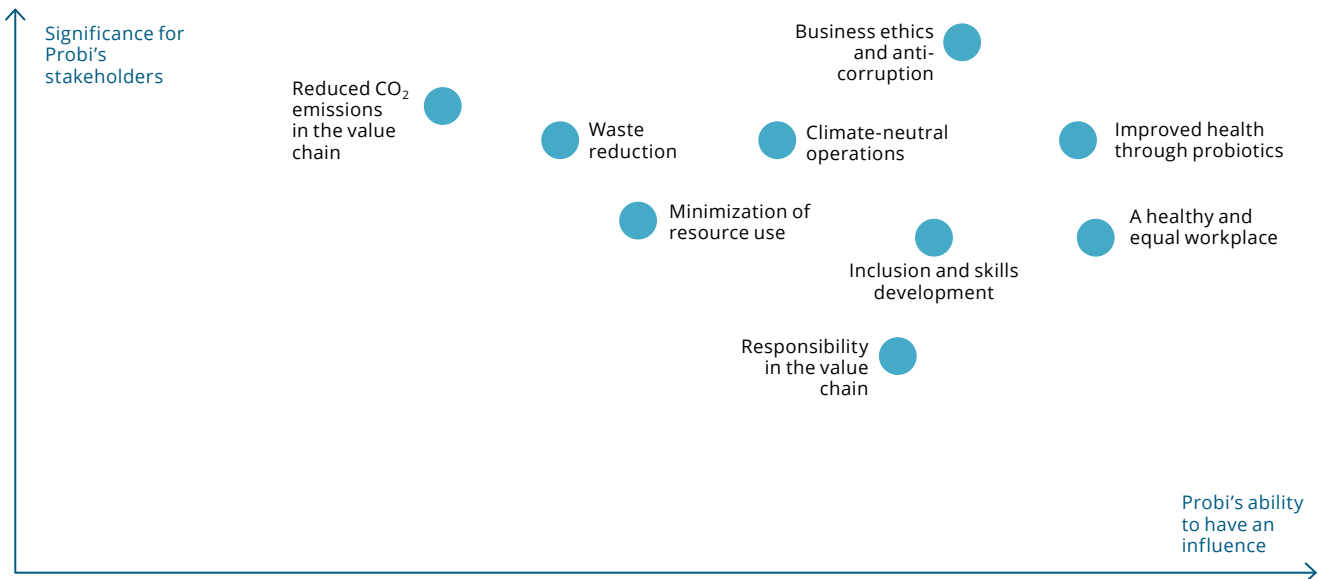 Significance for
Probi’s
stakeholders
Business ethics
and anti-
corruption
Reduced CO₂
emissions
in the value
chain
Waste
reduction
Climate-neutral
operations
Improved health
through probiotics
Minimization of
resource use
A healthy and
equal workplace
Inclusion and skills
development
Responsibility
in the value
chain
Probi’s ability
to have an
influence